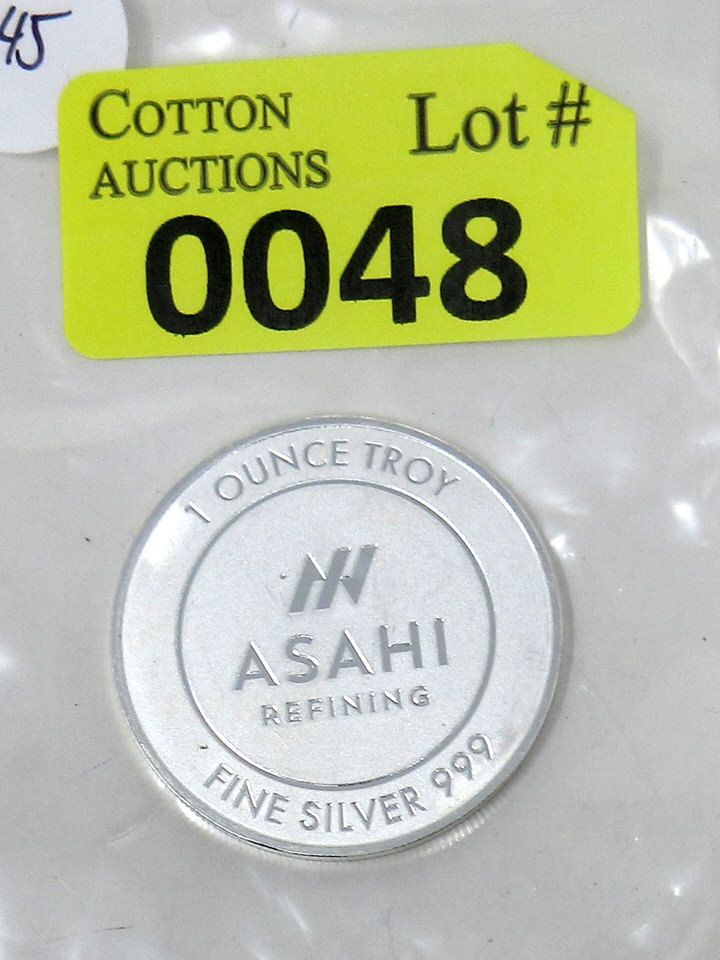 45
COTTON
AUCTIONS
Lot #
0048
1 OUNCE TROY
ASAHI
REFINING
FINE SILVER 999